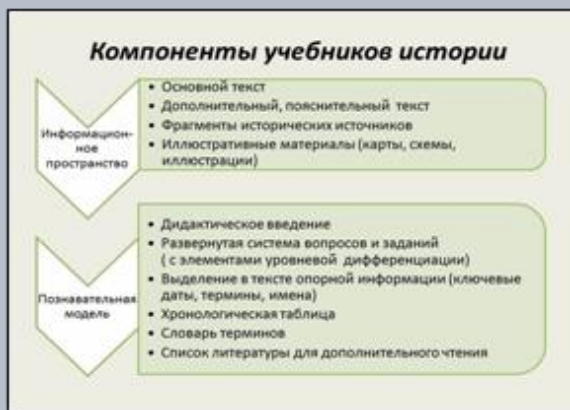 Компоненты учебников истории
Информацион-
ное
пространство
• Основной текст
• Дополнительный, пояснительный текст
• Фрагменты исторических источников
• Иллюстративные материалы (карты, схемы,
иллюстрации)
Познавательная
модель
• Дидактическое введение
• Развернутая система вопросов и заданий
( с элементами уровневой дифференциации)
• Выделение в тексте опорной информации (ключевые
даты, термины, имена)
• Хронологическая таблица
• Словарь терминов
• Список литературы для дополнительного чтения